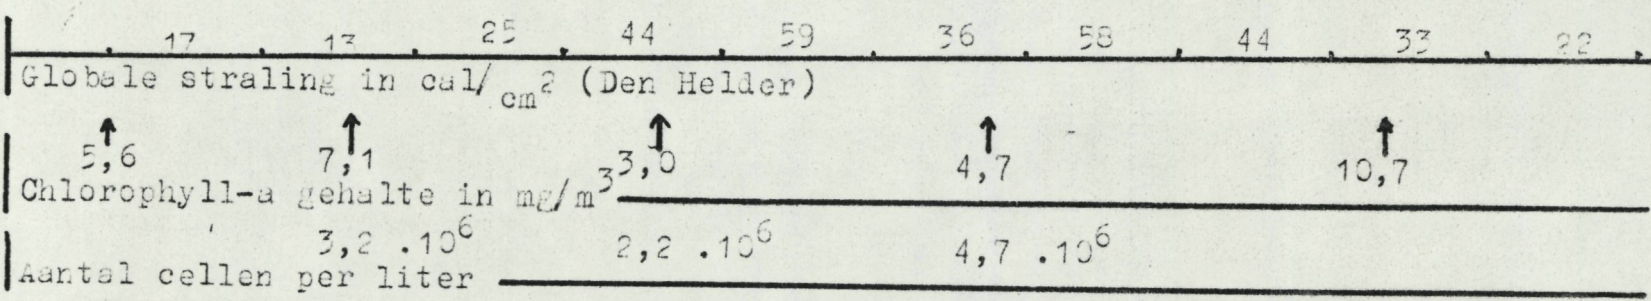 17 13 25 44 59 36 58 44 33 22
Globale straling in cal/cm² (Den Helder)
5,6 7,1 3,0 4,7 10,7
Chlorophyll-a gehalte in mg/m³
3,2 .10⁶ 2,2 .10⁶ 4,7 .10⁶
Aantal cellen per liter